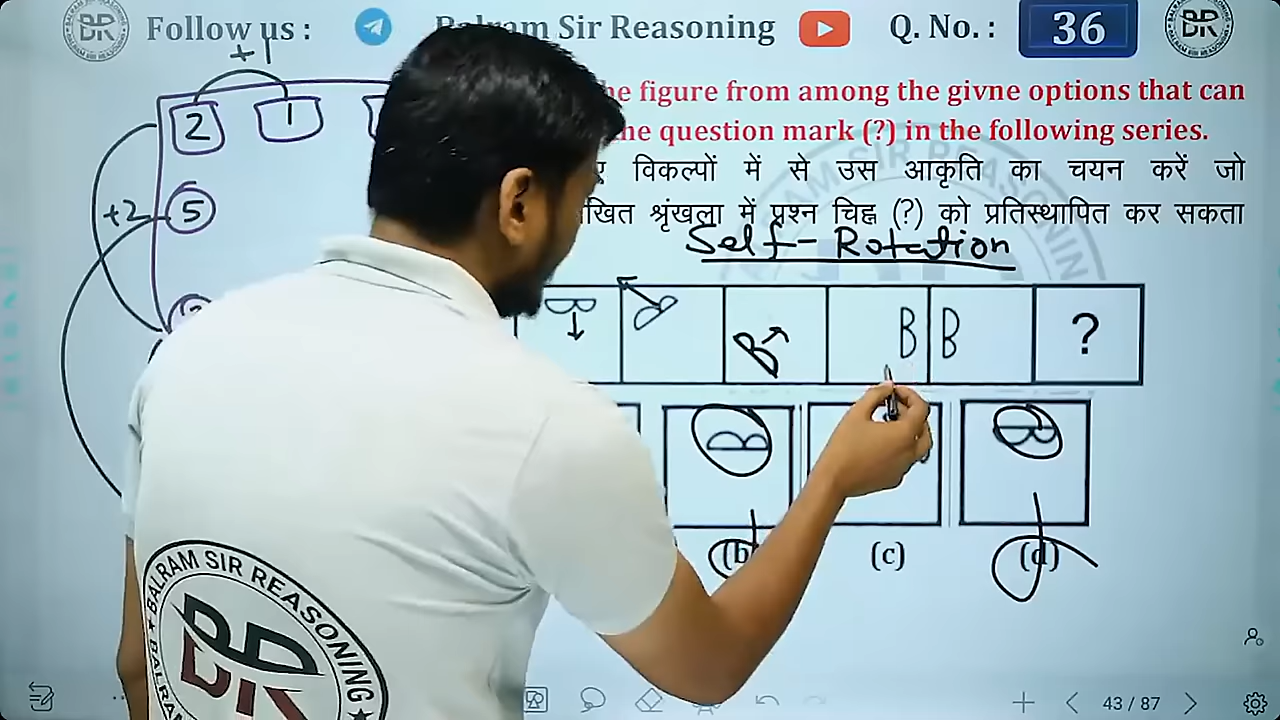 Follow us :
Balram Sir Reasoning
Q. No. :
36
+1
2
1
he figure from among the givne options that can
he question mark (?) in the following series.
विकल्पों में से उस आकृति का चयन करें जो
श्रृंखला में प्रश्न चिह्न (?) को प्रतिस्थापित कर सकता
+2
5
Self-Rotation
B
B
B
B
B
B
?
B
B
(b)
(c)
(d)
BALRAM SIR REASONING
BR
43 / 87